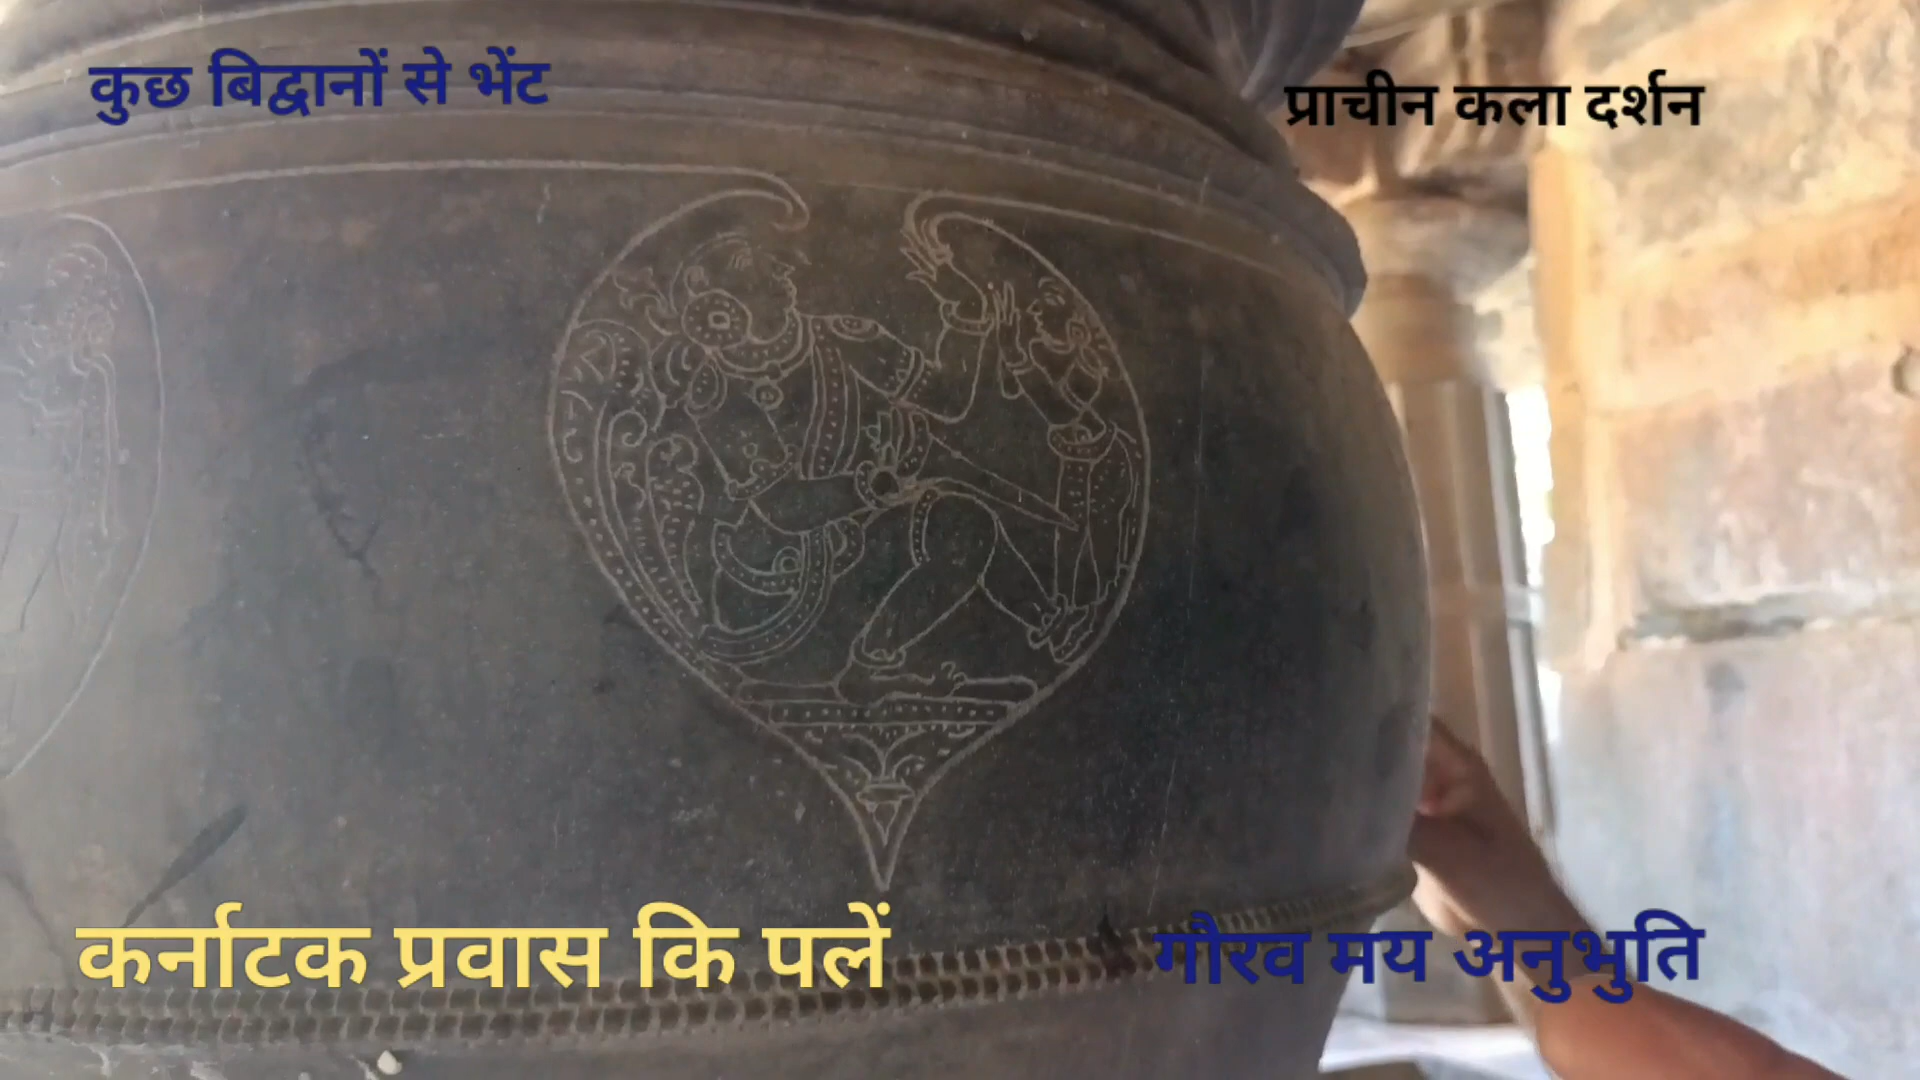 कुछ बिद्वानों से भेंट
प्राचीन कला दर्शन
कर्नाटक प्रवास कि पलें
गौरव मय अनुभुति